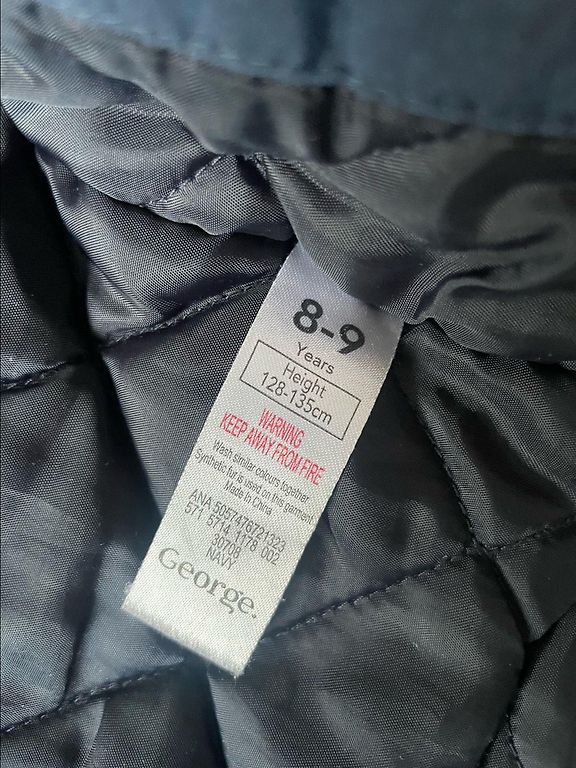 8-9
Years
Height
128-135cm
WARNING
KEEP AWAY FROM FIRE
Wash similar colours together.
Synthetic fur is used on the garment
Made in China
ANA 5057476721323
571 5714 1178 002
30208
NAVY
George.